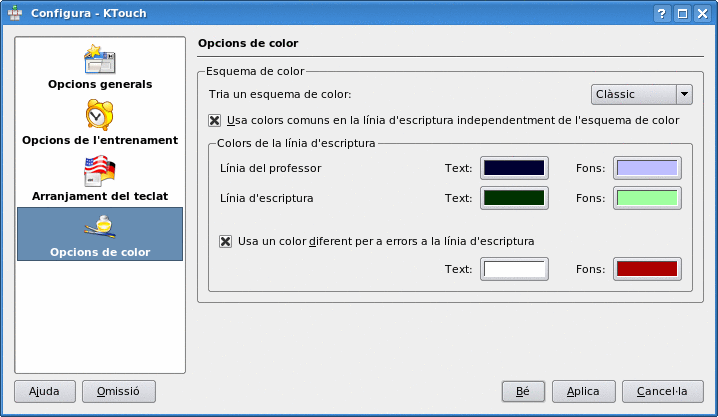 Configura - KTouch
Opcions generals
Opcions de l'entrenament
Arranjament del teclat
Opcions de color
Opcions de color
Esquema de color
Tria un esquema de color:
Clàssic
Usa colors comuns en la línia d'escriptura independentment de l'esquema de color
Colors de la línia d'escriptura
Línia del professor Text: Fons:
Línia d'escriptura Text: Fons:
Usa un color diferent per a errors a la línia d'escriptura
Text: Fons:
Ajuda Omissió Bé Aplica Cancel·la